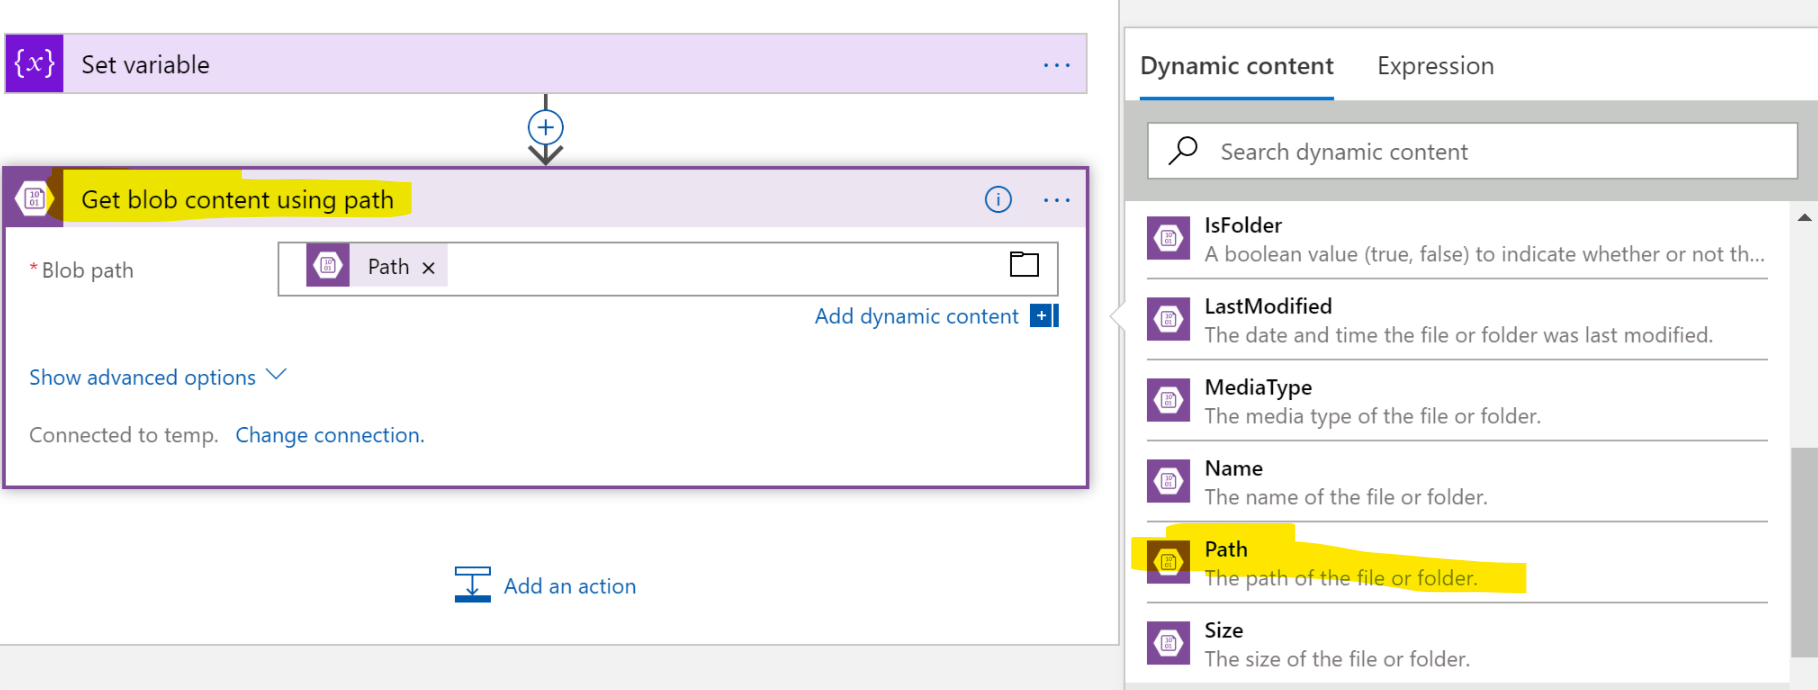 {x} Set variable ...
Get blob content using path ...
* Blob path Path ×
Add dynamic content
Show advanced options
Connected to temp. Change connection.
Add an action
Dynamic content Expression
Search dynamic content
IsFolder
A boolean value (true, false) to indicate whether or not th...
LastModified
The date and time the file or folder was last modified.
MediaType
The media type of the file or folder.
Name
The name of the file or folder.
Path
The path of the file or folder.
Size
The size of the file or folder.